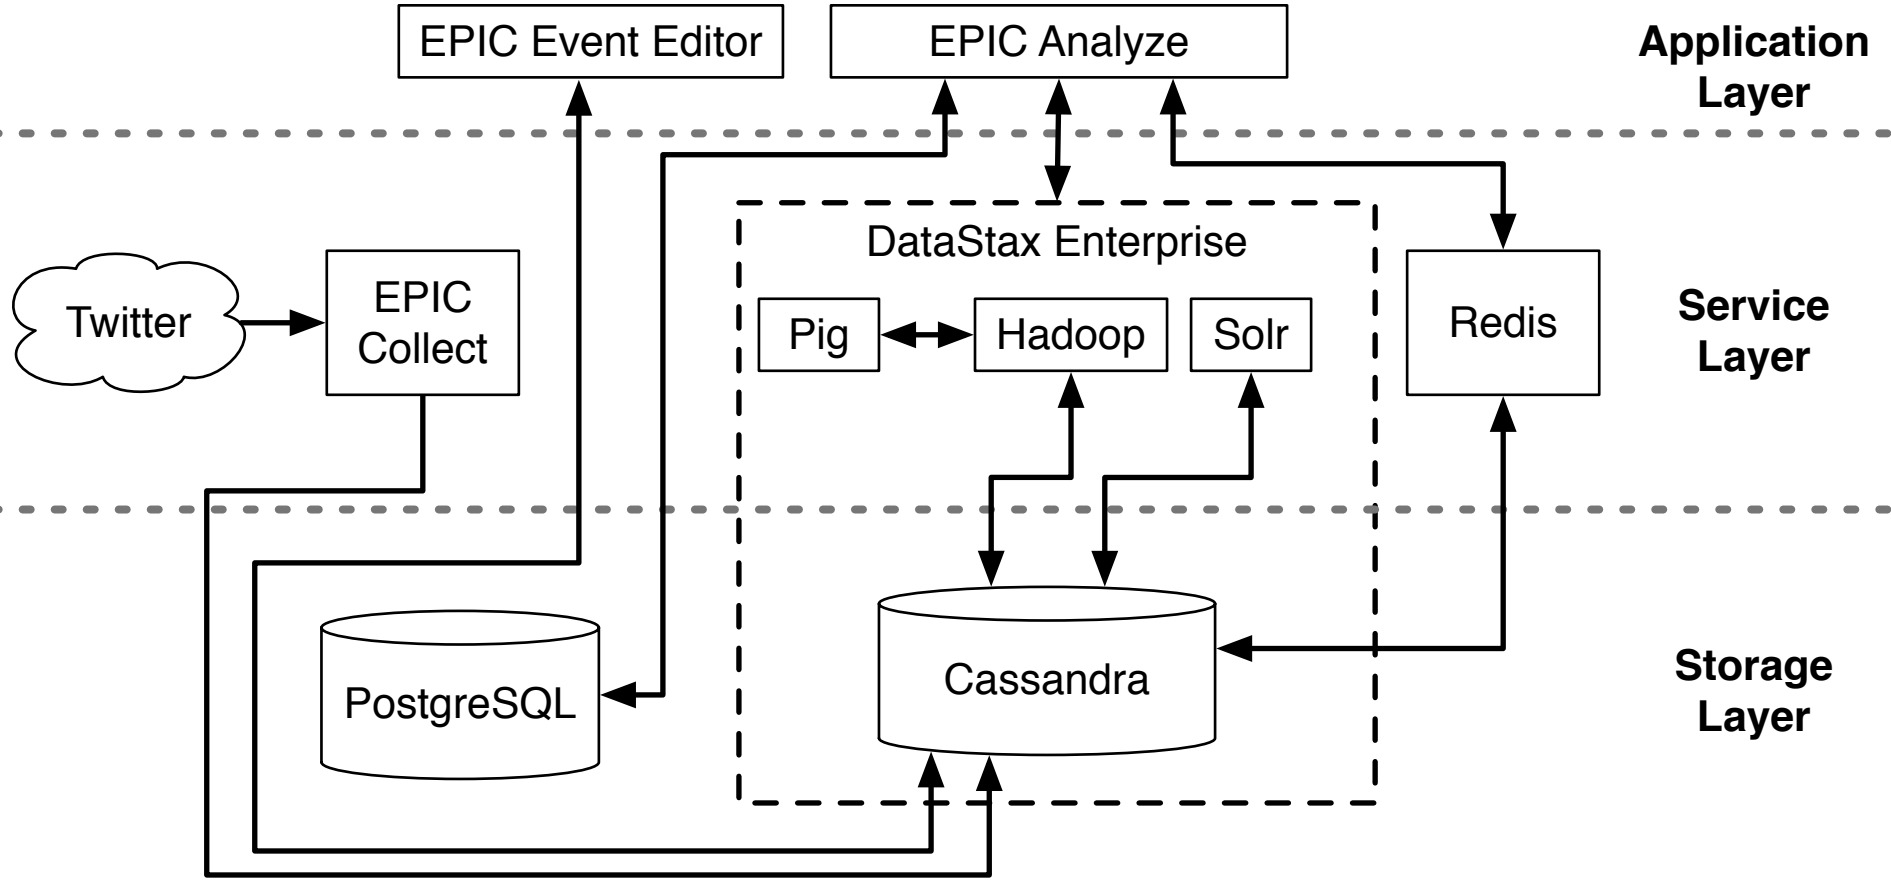 EPIC Event Editor
EPIC Analyze
Application
Layer
DataStax Enterprise
Twitter
EPIC
Collect
Pig
Hadoop
Solr
Redis
Service
Layer
PostgreSQL
Cassandra
Storage
Layer